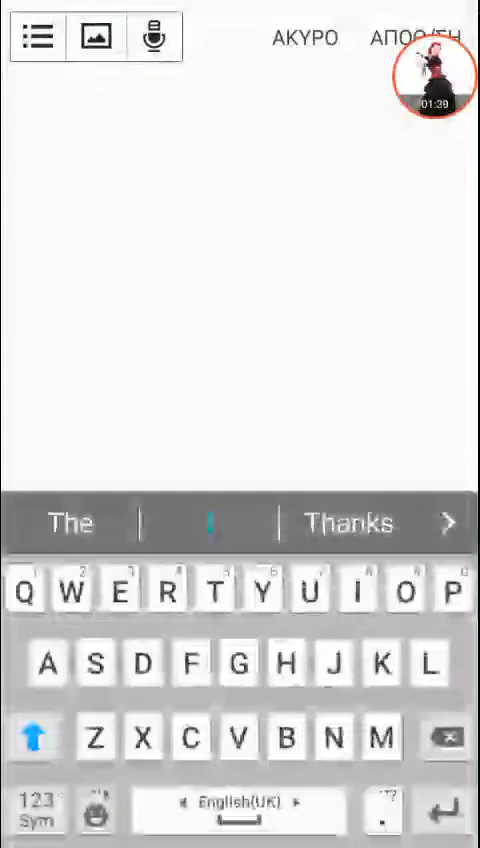 ΑΚΥΡΟ
01:39
The I Thanks
Q W E R T Y U I O P
A S D F G H J K L
Z X C V B N M
123 Sym English(UK) .